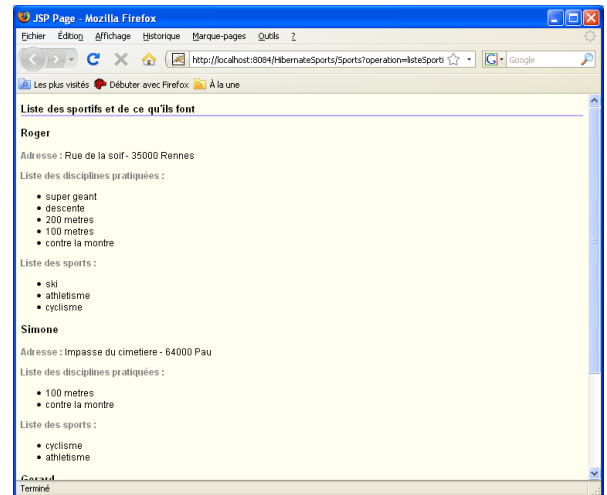 JSP Page - Mozilla Firefox
Fichier Édition Affichage Historique Marque-pages Outils ?
http://localhost:8084/HibernateSports/Sports?operation=listeSporti
G Google
Les plus visités Débuter avec Firefox À la une
Liste des sportifs et de ce qu'ils font
Roger
Adresse : Rue de la soif - 35000 Rennes
Liste des disciplines pratiquées :
• super geant
• descente
• 200 metres
• 100 metres
• contre la montre
Liste des sports :
• ski
• athletisme
• cyclisme
Simone
Adresse : Impasse du cimetiere - 64000 Pau
Liste des disciplines pratiquées :
• 100 metres
• contre la montre
Liste des sports :
• cyclisme
• athletisme
Gerard
Terminé